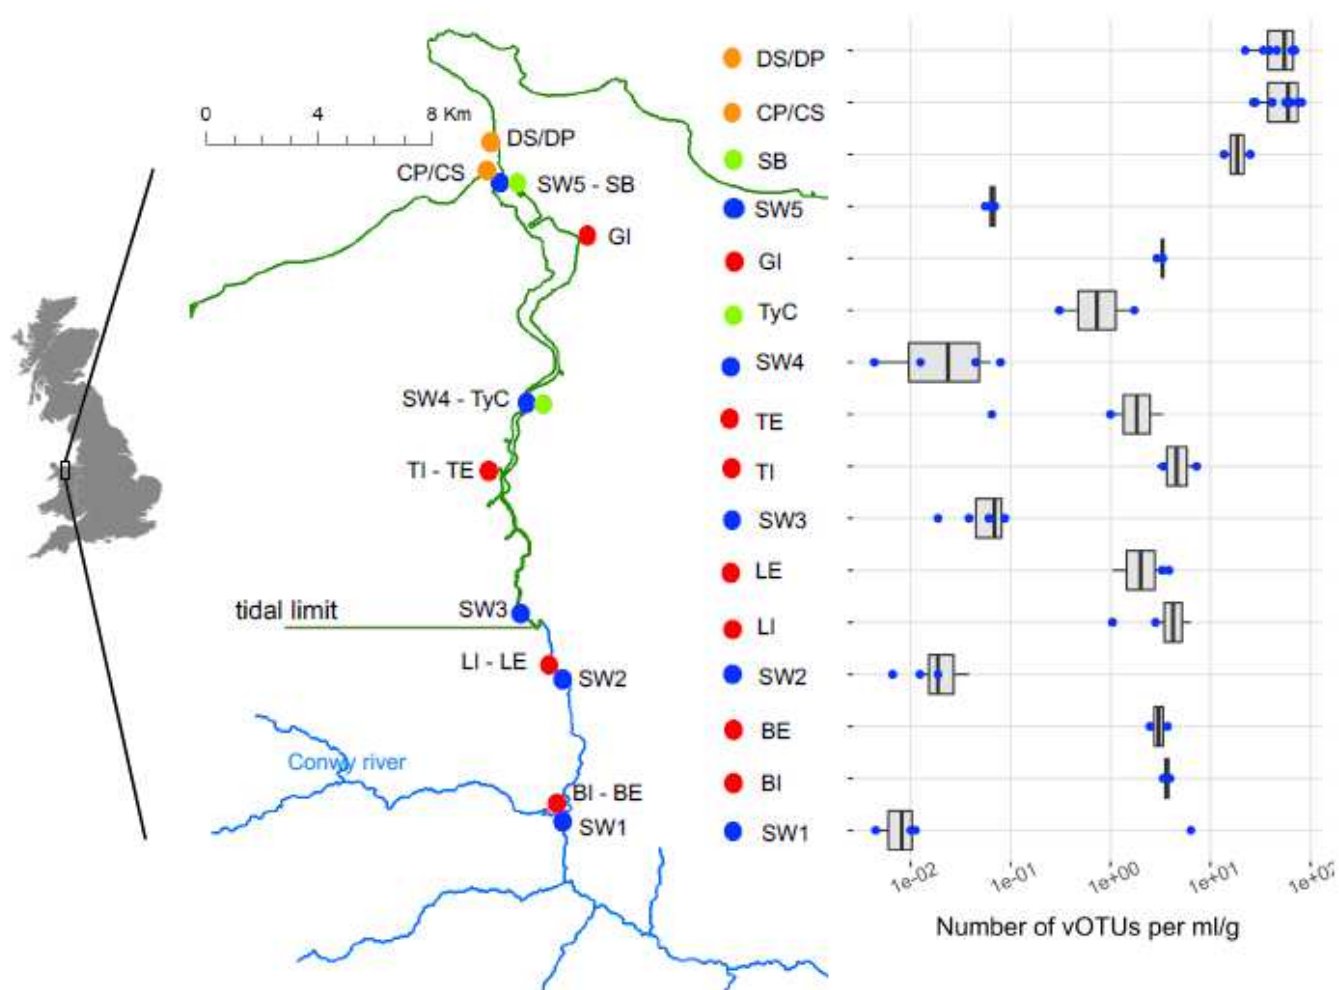 0 4 8 Km
DS/DP
CP/CS
SW5 - SB
GI
SW4 - TyC
TI - TE
SW3
tidal limit
LI - LE
SW2
Conwy river
BI - BE
SW1
DS/DP
CP/CS
SB
SW5
GI
TyC
SW4
TE
TI
SW3
LE
LI
SW2
BE
BI
SW1
1e-02 1e-01 1e+00 1e+01 1e+02
Number of vOTUs per ml/g